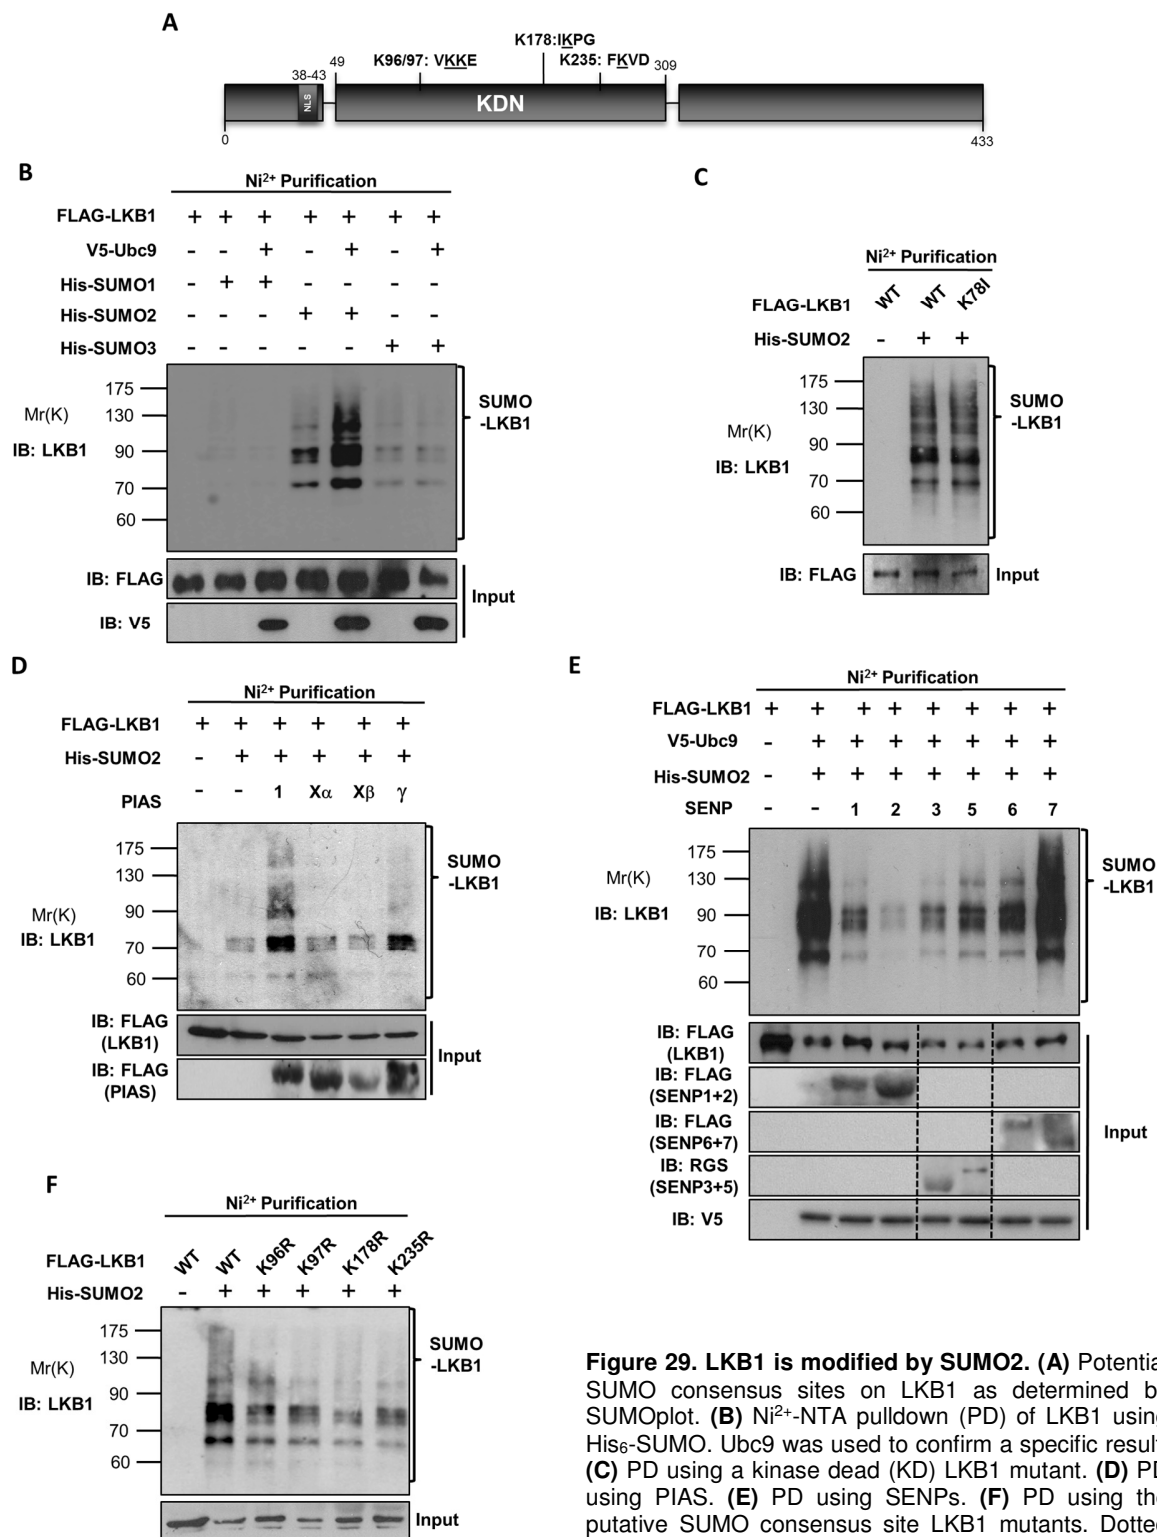 A
K178:IKPG
K96/97: VKKE K235: FKVD
38-43 49 309
NLS KDN
0 433
B
Ni2+ Purification
FLAG-LKB1 + + + + + + +
V5-Ubc9 - - + - + - +
His-SUMO1 - + + - - - -
His-SUMO2 - - - + + - -
His-SUMO3 - - - - - + +
175
Mr(K) 130
IB: LKB1 90
70
60
SUMO
-LKB1
IB: FLAG
IB: V5
Input
C
Ni2+ Purification
FLAG-LKB1 WT WT K78I
His-SUMO2 - + +
175
130
Mr(K) 90
IB: LKB1 70
60
SUMO
-LKB1
IB: FLAG Input
D
Ni2+ Purification
FLAG-LKB1 + + + + + +
His-SUMO2 - + + + + +
PIAS - - 1 Xα Xβ γ
175
130
Mr(K) 90
IB: LKB1 70
60
SUMO
-LKB1
IB: FLAG
(LKB1)
IB: FLAG
(PIAS)
Input
E
Ni2+ Purification
FLAG-LKB1 + + + + + + + +
V5-Ubc9 - + + + + + + +
His-SUMO2 - + + + + + + +
SENP - - 1 2 3 5 6 7
175
Mr(K) 130
IB: LKB1 90
70
60
SUMO
-LKB1
IB: FLAG
(LKB1)
IB: FLAG
(SENP1+2)
IB: FLAG
(SENP6+7)
IB: RGS
(SENP3+5)
IB: V5
Input
F
Ni2+ Purification
FLAG-LKB1 WT WT K96R K97R K178R K235R
His-SUMO2 - + + + + +
175
Mr(K) 130
IB: LKB1 90
70
60
SUMO
-LKB1
Input
Figure 29. LKB1 is modified by SUMO2. (A) Potentia
SUMO consensus sites on LKB1 as determined b
SUMOplot. (B) Ni2+-NTA pulldown (PD) of LKB1 using
His6-SUMO. Ubc9 was used to confirm a specific result
(C) PD using a kinase dead (KD) LKB1 mutant. (D) PD
using PIAS. (E) PD using SENPs. (F) PD using the
putative SUMO consensus site LKB1 mutants. Dotted